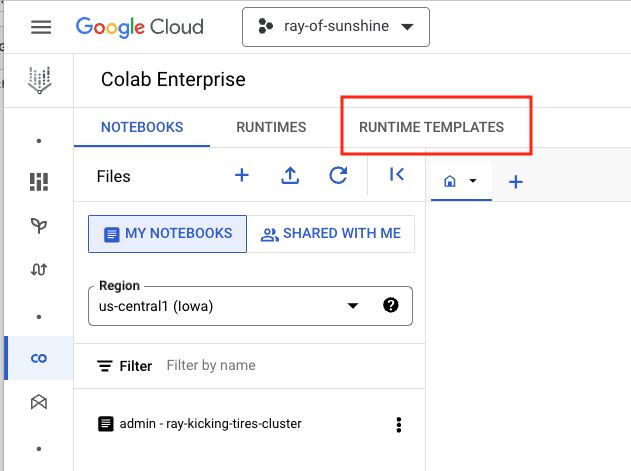 Google Cloud
ray-of-sunshine
Colab Enterprise
NOTEBOOKS
RUNTIMES
RUNTIME TEMPLATES
Files
MY NOTEBOOKS
SHARED WITH ME
Region
us-central1 (Iowa)
Filter
Filter by name
admin - ray-kicking-tires-cluster